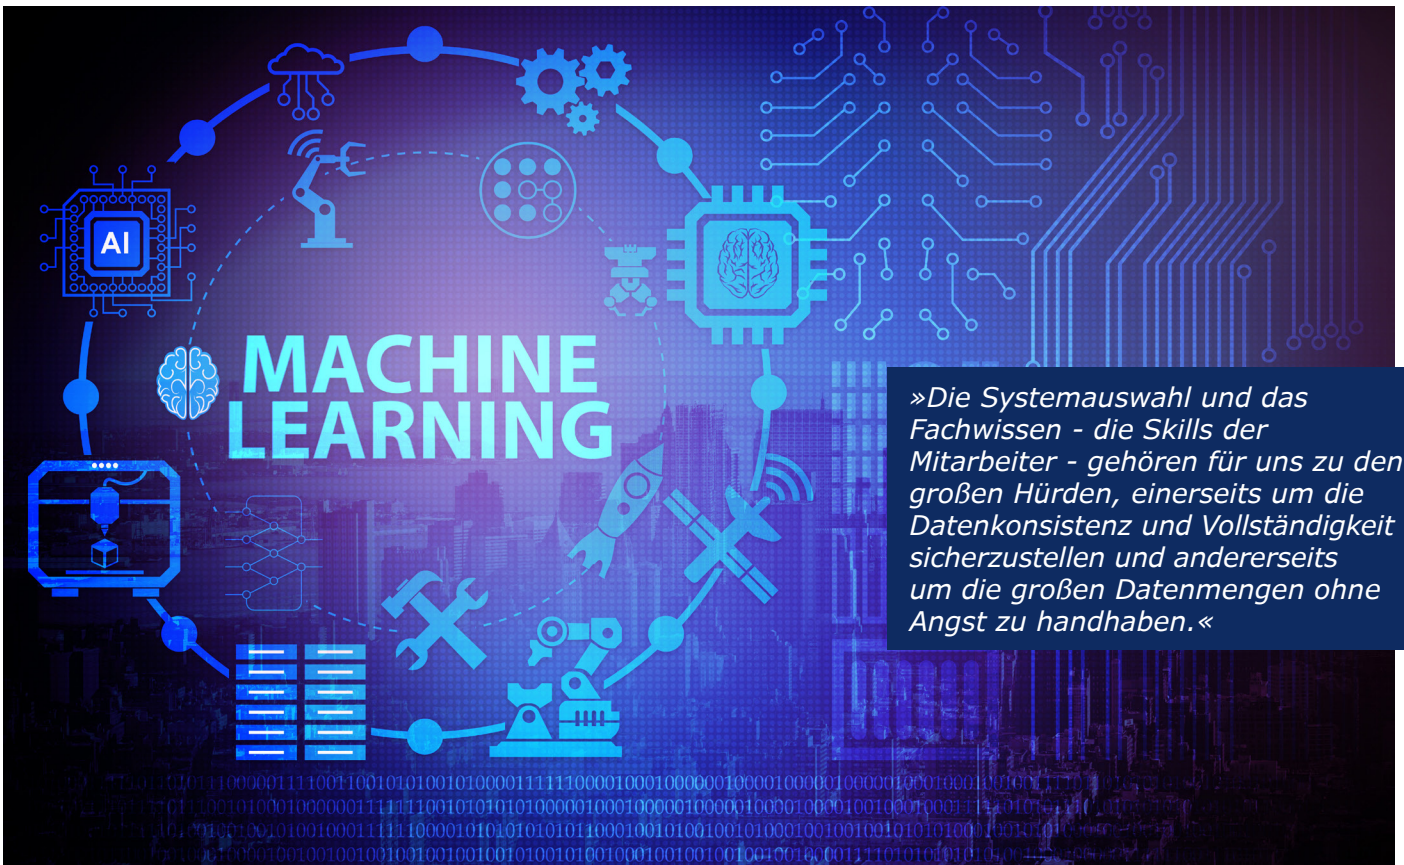 AI
MACHINE
LEARNING
»Die Systemauswahl und das
Fachwissen - die Skills der
Mitarbeiter - gehören für uns zu den
großen Hürden, einerseits um die
Datenkonsistenz und Vollständigkeit
sicherzustellen und andererseits
um die großen Datenmengen ohne
Angst zu handhaben.«